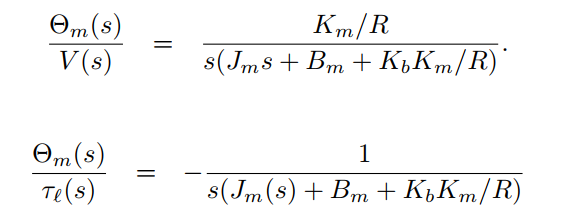 Θ_m(s)/V(s) = (K_m/R)/(s(J_m s + B_m + K_b K_m/R)).
Θ_m(s)/τ_ℓ(s) = −1/(s(J_m(s) + B_m + K_b K_m/R))